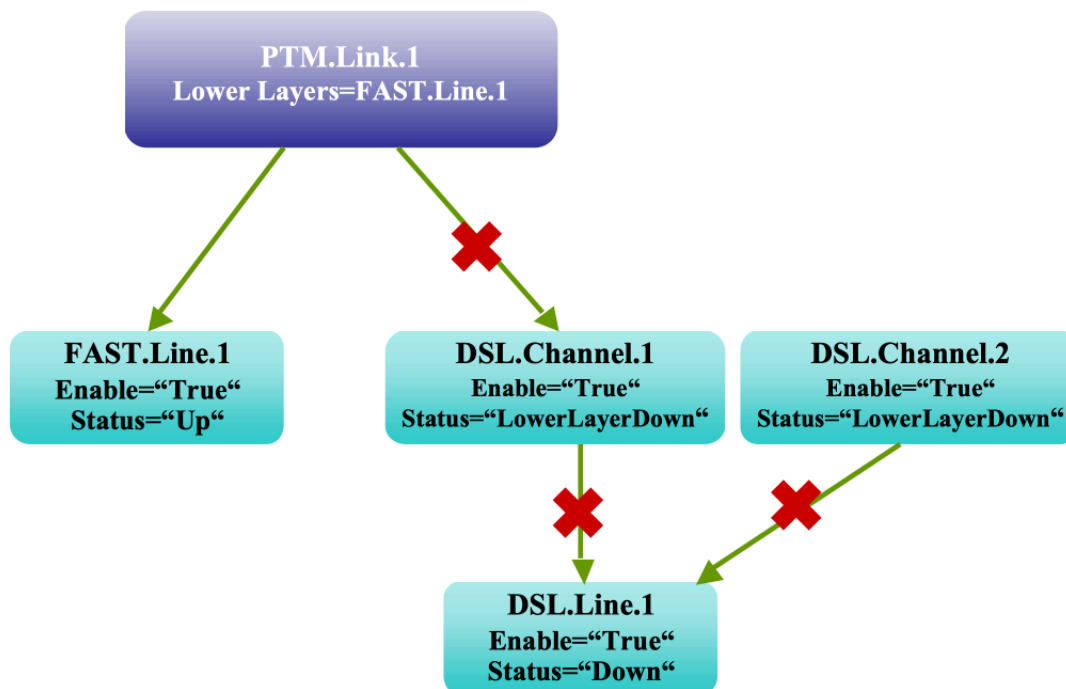 PTM.Link.1
Lower Layers=FAST.Line.1
FAST.Line.1
Enable=“True“
Status=“Up“
DSL.Channel.1
Enable=“True“
Status=“LowerLayerDown“
DSL.Channel.2
Enable=“True“
Status=“LowerLayerDown“
DSL.Line.1
Enable=“True“
Status=“Down“